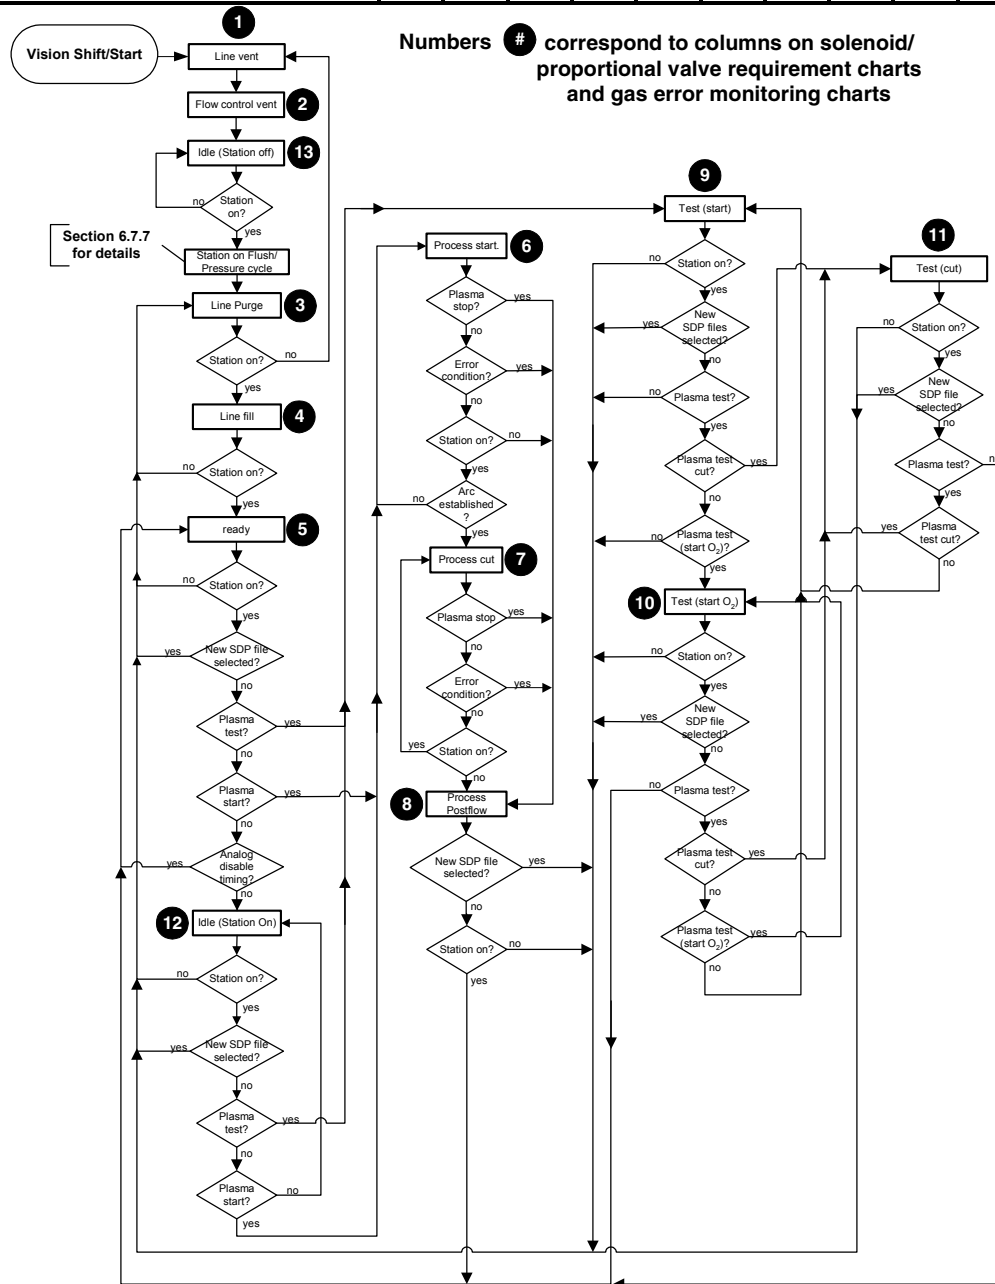 1
Vision Shift/Start
Line vent
Numbers # correspond to columns on solenoid/
proportional valve requirement charts
and gas error monitoring charts
Flow control vent
2
Idle (Station off)
13
no
Station
on?
yes
Section 6.7.7
for details
Station on Flush/
Pressure cycle
Line Purge
3
Station on?
no
yes
Line fill
4
no
Station on?
yes
ready
5
no
Station on?
yes
yes
New SDP file
selected?
no
Plasma
test?
yes
no
Plasma
start?
yes
no
yes
Analog
disable
timing?
no
12
Idle (Station On)
no
Station on?
yes
yes
New SDP file
selected?
no
Plasma
test?
yes
no
Plasma
start?
no
yes
Process start.
6
Plasma
stop?
yes
no
Error
condition?
yes
no
Station on?
no
yes
no
Arc
established
?
yes
Process cut
7
Plasma stop
yes
no
Error
condition?
yes
no
yes
Station on?
no
8
Process
Postflow
New SDP file
selected?
yes
no
Station on?
no
yes
9
Test (start)
no
Station on?
yes
yes
New
SDP files
selected?
no
no
Plasma test?
yes
Plasma test
cut?
yes
no
no
Plasma test
(start O₂)?
yes
10
Test (start O₂)
no
Station on?
yes
yes
New
SDP file
selected?
no
no
Plasma test?
yes
Plasma test
cut?
yes
no
Plasma test
(start O₂)?
yes
no
11
Test (cut)
no
Station on?
yes
yes
New
SDP file
selected?
no
Plasma test?
yes
yes
Plasma
test cut?
no